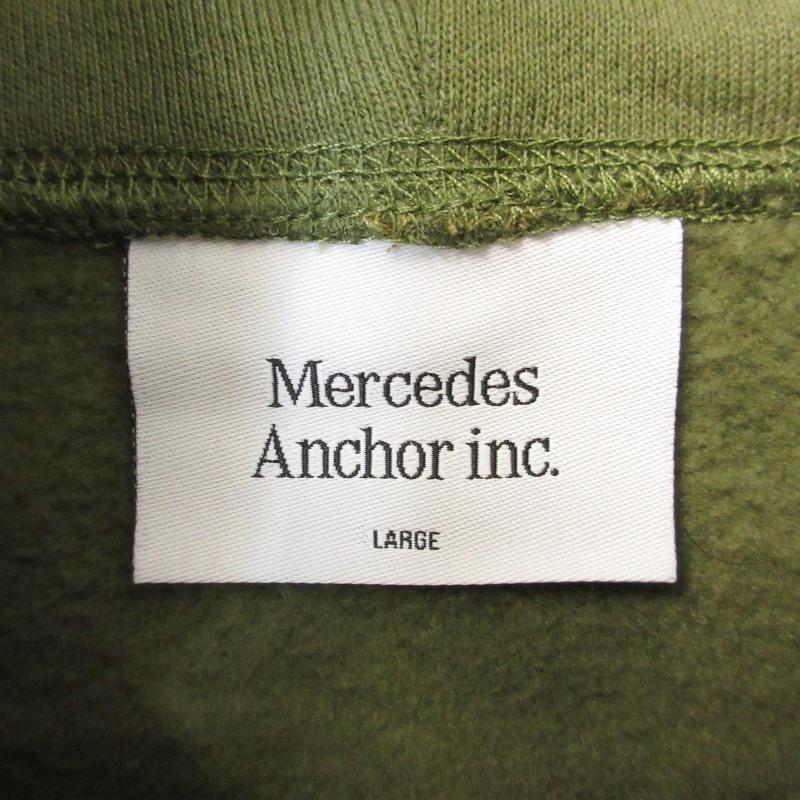 Mercedes
Anchor inc.
LARGE